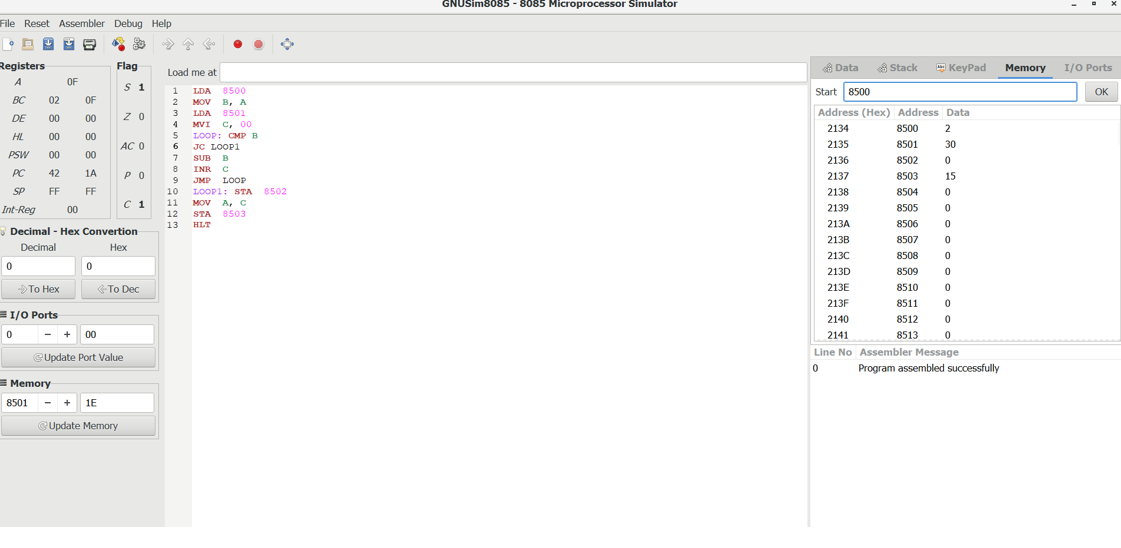 GNUSim8085 - 8085 Microprocessor Simulator
File Reset Assembler Debug Help
Registers
A 0F
BC 02 0F
DE 00 00
HL 00 00
PSW 00 00
PC 42 1A
SP FF FF
Int-Reg 00
Flag
S 1
Z 0
AC 0
P 0
C 1
Decimal - Hex Convertion
Decimal Hex
0 0
To Hex To Dec
I/O Ports
0 − + 00
Update Port Value
Memory
8501 − + 1E
Update Memory
Load me at
1 LDA 8500
2 MOV B, A
3 LDA 8501
4 MVI C, 00
5 LOOP: CMP B
6 JC LOOP1
7 SUB B
8 INR C
9 JMP LOOP
10 LOOP1: STA 8502
11 MOV A, C
12 STA 8503
13 HLT
Data Stack KeyPad Memory I/O Ports
Start 8500 OK
Address (Hex) Address Data
2134 8500 2
2135 8501 30
2136 8502 0
2137 8503 15
2138 8504 0
2139 8505 0
213A 8506 0
213B 8507 0
213C 8508 0
213D 8509 0
213E 8510 0
213F 8511 0
2140 8512 0
2141 8513 0
Line No Assembler Message
0 Program assembled successfully